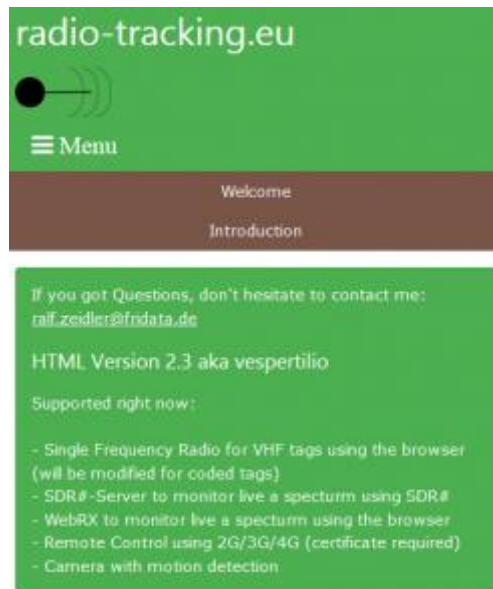 radio-tracking.eu
Menu
Welcome
Introduction
If you got Questions, don't hesitate to contact me:
ralf.zeidler@fridata.de
HTML Version 2.3 aka vespertilio
Supported right now:
- Single Frequency Radio for VHF tags using the browser
(will be modified for coded tags)
- SDR#-Server to monitor live a specturm using SDR#
- WebRX to monitor live a specturm using the browser
- Remote Control using 2G/3G/4G (certificate required)
- Camera with motion detection